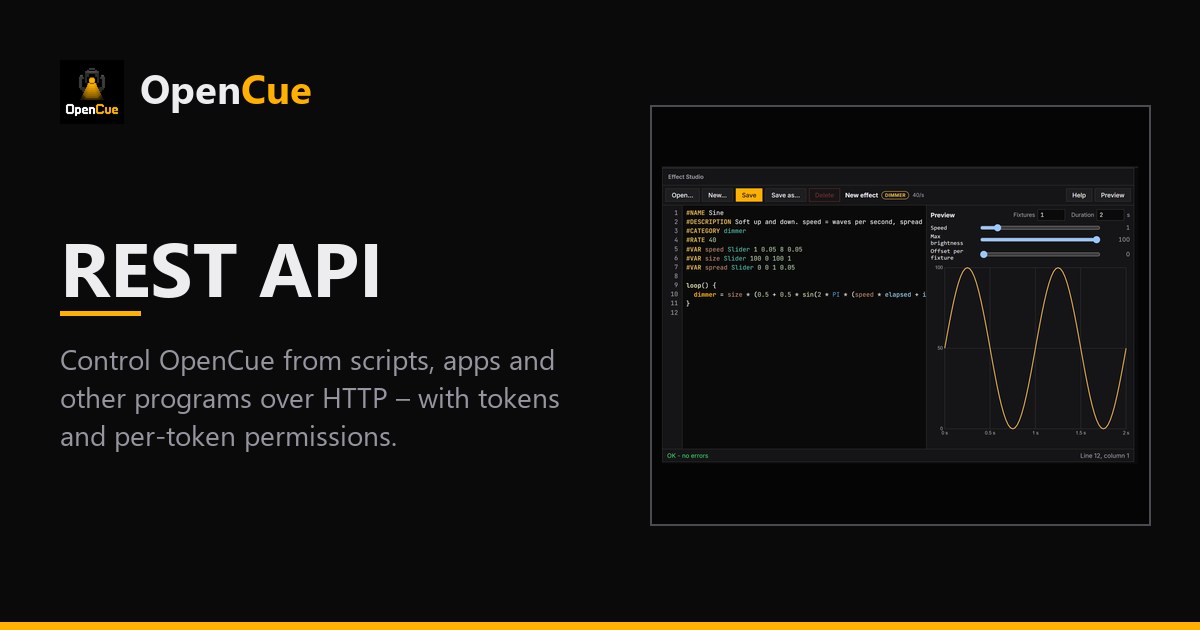 OpenCue
OpenCue
REST API
Control OpenCue from scripts, apps and
other programs over HTTP – with tokens
and per-token permissions.
Effect Studio
Open... New... Save Save as... Delete New effect DIMMER 40/s Help Preview
1 #NAME Sine
2 #DESCRIPTION Soft up and down. speed = waves per second, spread
3 #CATEGORY dimmer
4 #RATE 40
5 #VAR speed Slider 1 0.05 8 0.05
6 #VAR size Slider 100 0 100 1
7 #VAR spread Slider 0 0 1 0.05
8
9 loop() {
10 dimmer = size * (0.5 + 0.5 * sin(2 * PI * (speed * elapsed + i
11 }
12
Preview Fixtures 1 Duration 2 s
Speed 1
Max
brightness 100
Offset per
fixture 0
100
50
0
0 s 0.5 s 1 s 1.5 s 2 s
OK - no errors Line 12, column 1